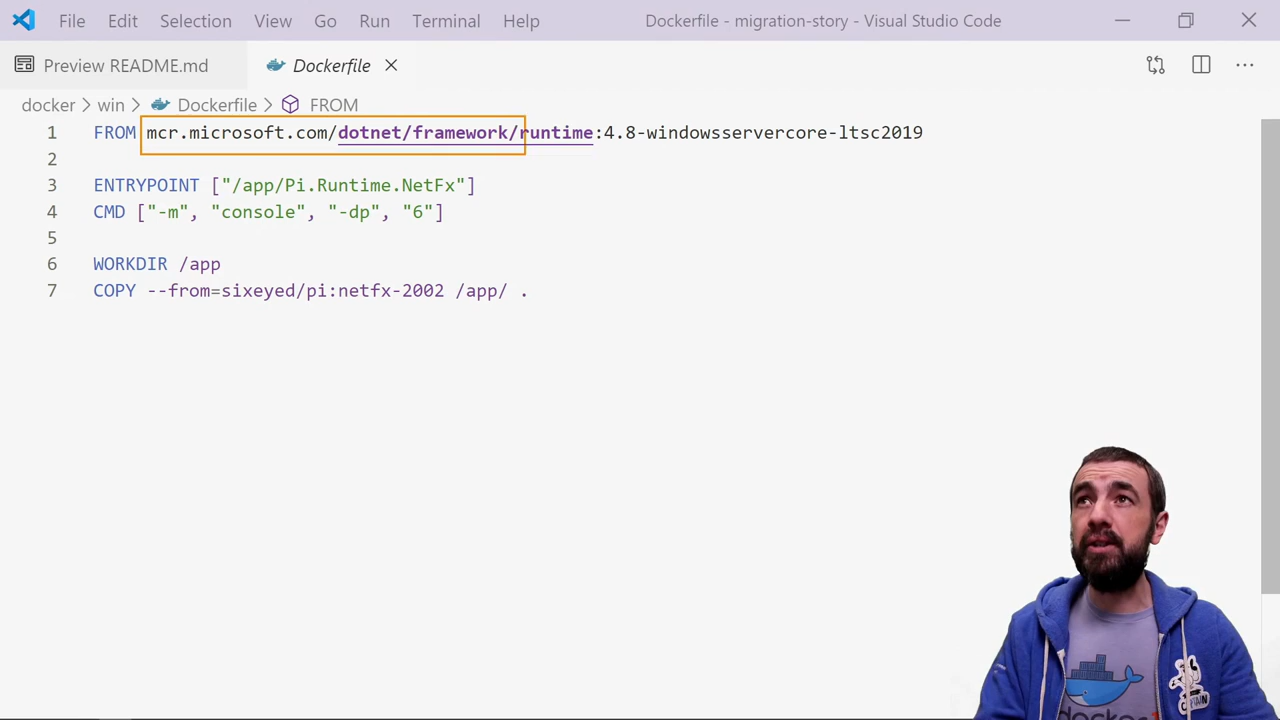 File Edit Selection View Go Run Terminal Help Dockerfile - migration-story - Visual Studio Code
Preview README.md Dockerfile
docker > win > Dockerfile > FROM
1 FROM mcr.microsoft.com/dotnet/framework/runtime:4.8-windowsservercore-ltsc2019
2
3 ENTRYPOINT ["/app/Pi.Runtime.NetFx"]
4 CMD ["-m", "console", "-dp", "6"]
5
6 WORKDIR /app
7 COPY --from=sixeyed/pi:netfx-2002 /app/ .
docker